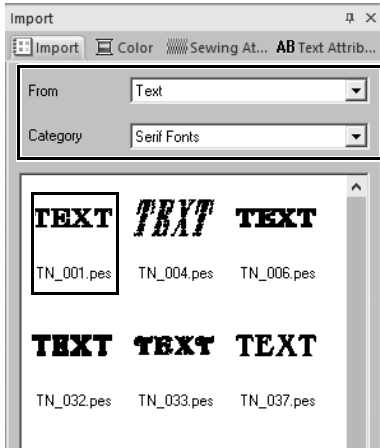 Import
Import Color Sewing At... AB Text Attrib...
From Text
Category Serif Fonts
TEXT TEXT TEXT
TN_001.pes TN_004.pes TN_006.pes
TEXT TEXT TEXT
TN_032.pes TN_033.pes TN_037.pes